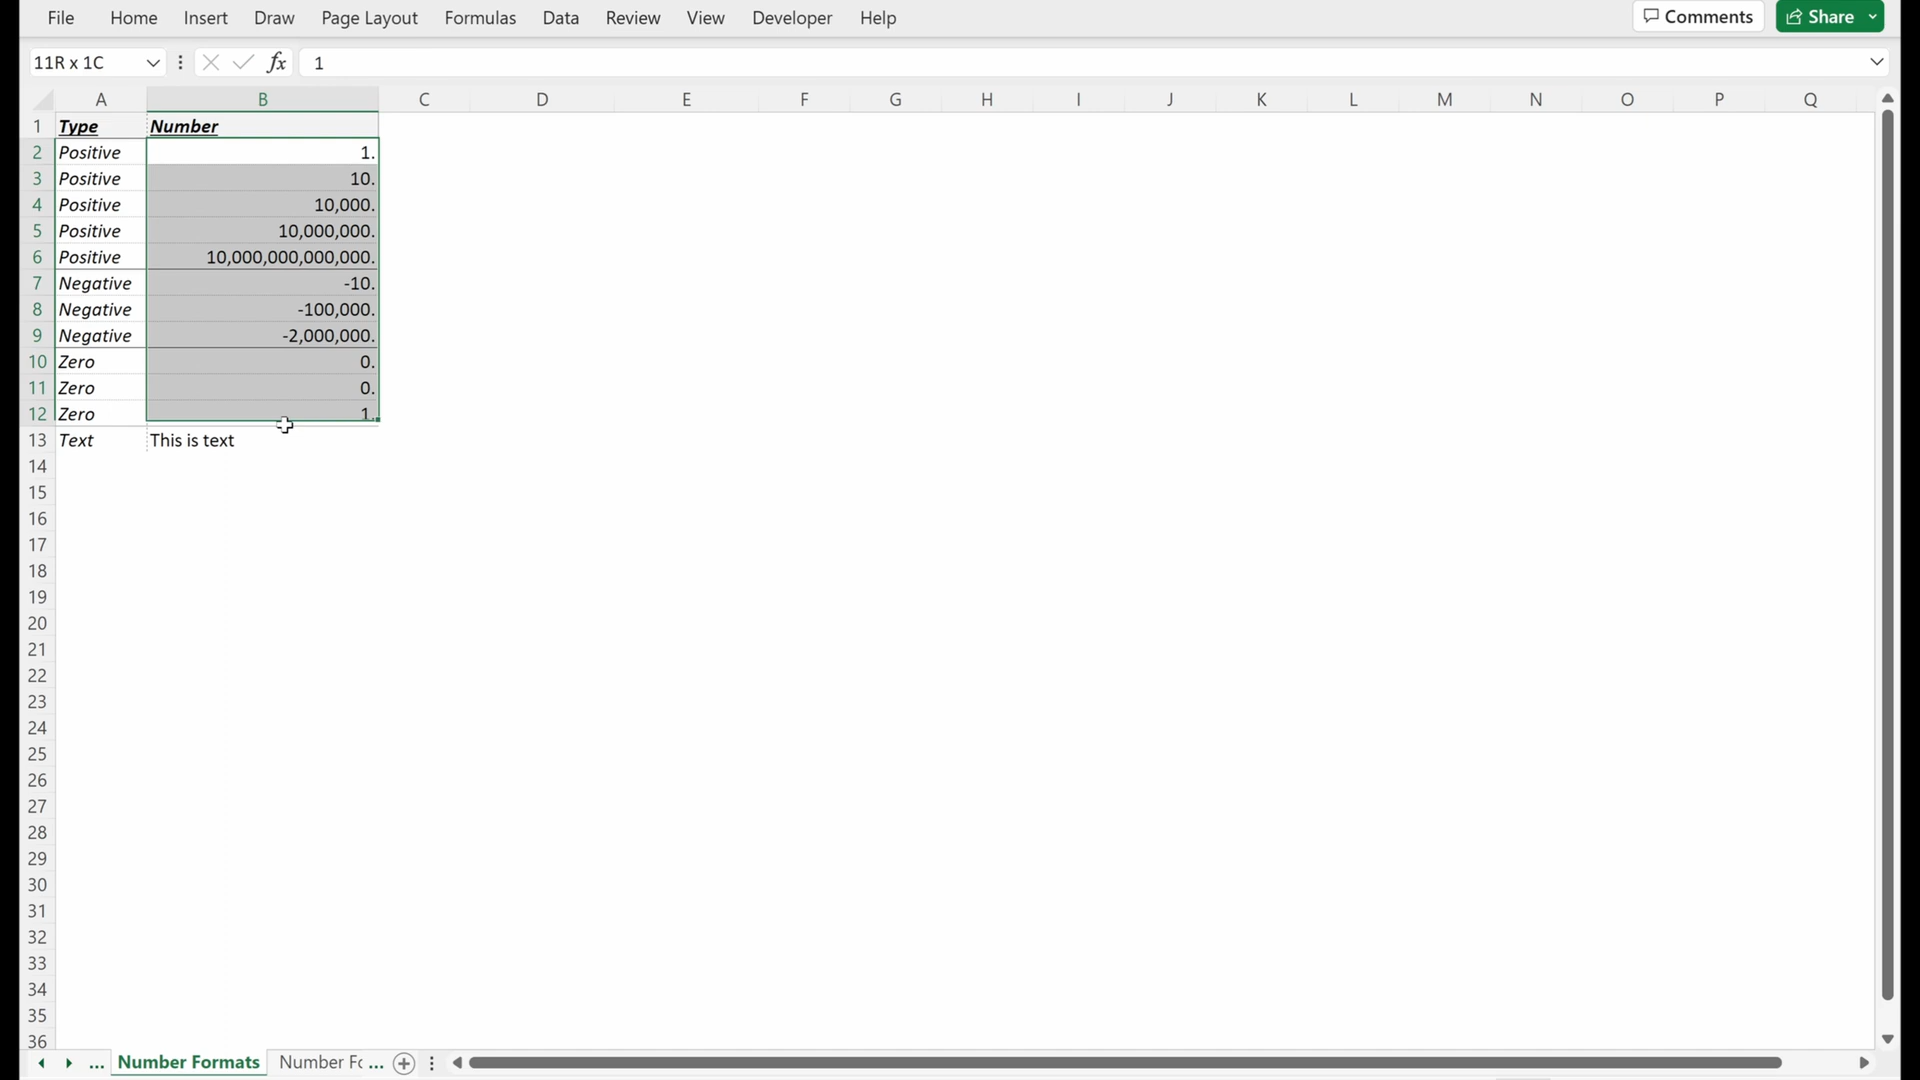 File Home Insert Draw Page Layout Formulas Data Review View Developer Help Comments Share
11R x 1C fx 1
A B C D E F G H I J K L M N O P Q
1 Type Number
2 Positive 1.
3 Positive 10.
4 Positive 10,000.
5 Positive 10,000,000.
6 Positive 10,000,000,000,000.
7 Negative -10.
8 Negative -100,000.
9 Negative -2,000,000.
10 Zero 0.
11 Zero 0.
12 Zero 1.
13 Text This is text
14
15
16
17
18
19
20
21
22
23
24
25
26
27
28
29
30
31
32
33
34
35
36
... Number Formats Number Fc ...